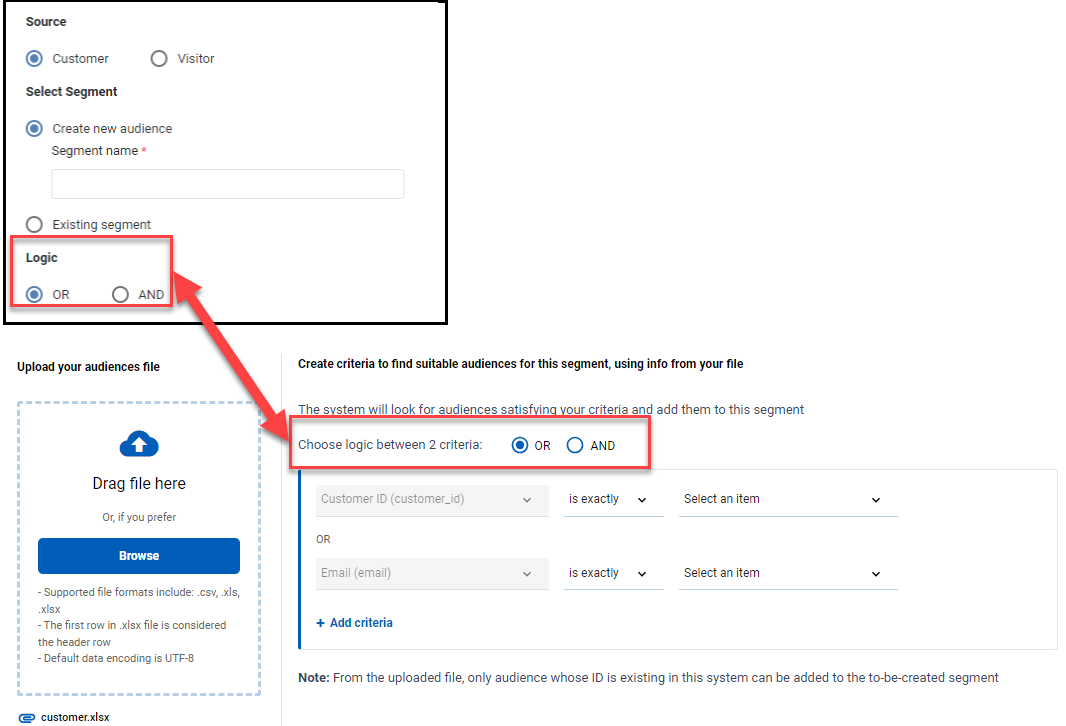 Source
Customer Visitor
Select Segment
Create new audience
Segment name *
Existing segment
Logic
OR AND
Upload your audiences file
Drag file here
Or, if you prefer
Browse
- Supported file formats include: .csv, .xls,
.xlsx
- The first row in .xlsx file is considered
the header row
- Default data encoding is UTF-8
customer.xlsx
Create criteria to find suitable audiences for this segment, using info from your file
The system will look for audiences satisfying your criteria and add them to this segment
Choose logic between 2 criteria: OR AND
Customer ID (customer_id) is exactly Select an item
OR
Email (email) is exactly Select an item
+ Add criteria
Note: From the uploaded file, only audience whose ID is existing in this system can be added to the to-be-created segment